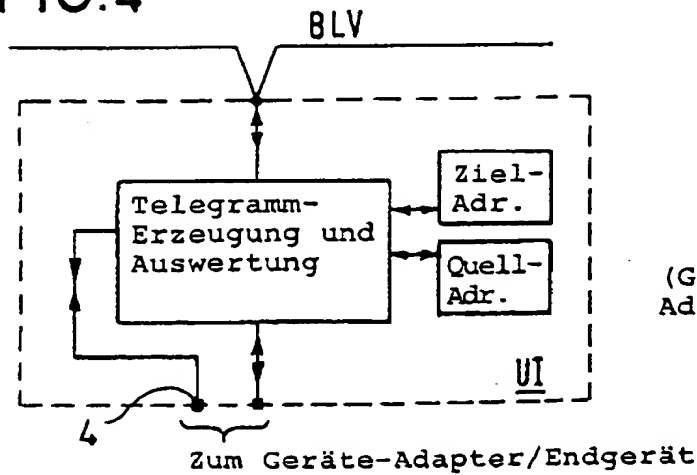 FIG.4
BLV
Telegramm-
Erzeugung und
Auswertung
Ziel-
Adr.
Quell-
Adr.
(G
Ad
UI
4
Zum Geräte-Adapter/Endgerät